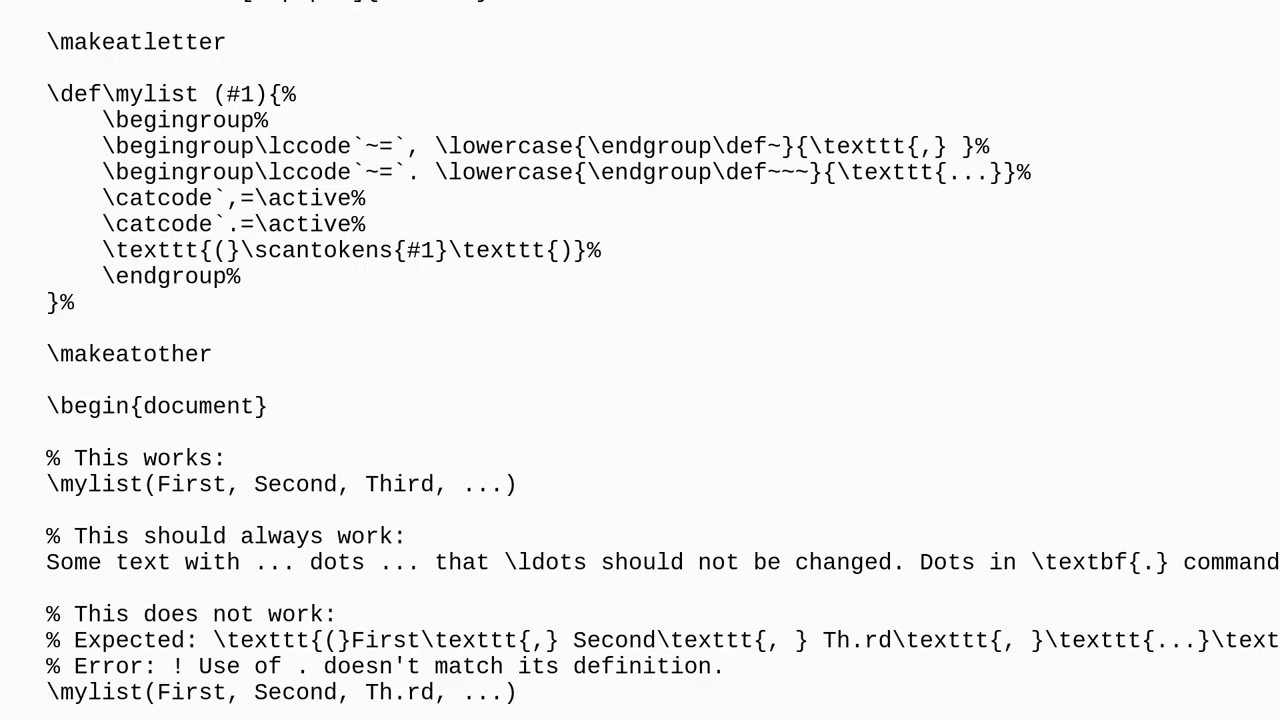 \makeatletter
\def\mylist (#1){%
    \begingroup%
    \begingroup\lccode`~=`, \lowercase{\endgroup\def~}{\texttt{,} }%
    \begingroup\lccode`~=`. \lowercase{\endgroup\def~~~}{\texttt{...}}%
    \catcode`,=\active%
    \catcode`.=\active%
    \texttt{(}\scantokens{#1}\texttt{)}%
    \endgroup%
}%
\makeatother
\begin{document}
% This works:
\mylist(First, Second, Third, ...)
% This should always work:
Some text with ... dots ... that \ldots should not be changed. Dots in \textbf{.} command
% This does not work:
% Expected: \texttt{(}First\texttt{,} Second\texttt{, } Th.rd\texttt{, }\texttt{...}\text
% Error: ! Use of . doesn't match its definition.
\mylist(First, Second, Th.rd, ...)